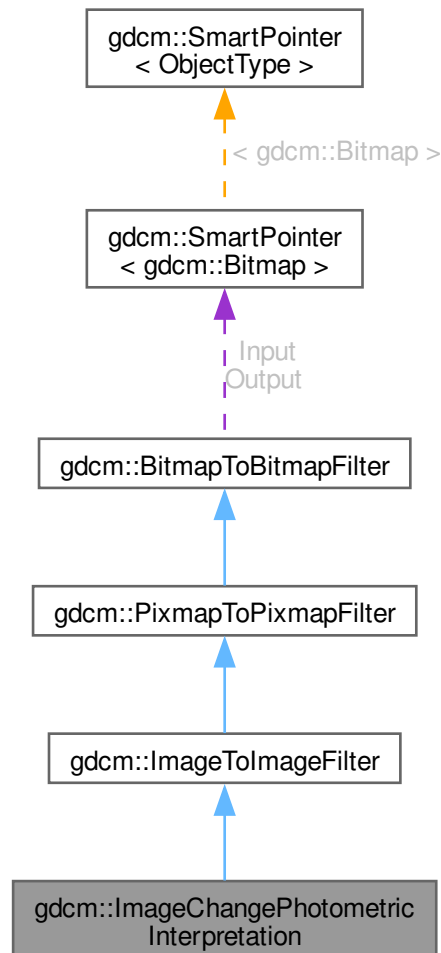 gdcm::SmartPointer
< ObjectType >
< gdcm::Bitmap >
gdcm::SmartPointer
< gdcm::Bitmap >
Input
Output
gdcm::BitmapToBitmapFilter
gdcm::PixmapToPixmapFilter
gdcm::ImageToImageFilter
gdcm::ImageChangePhotometric
Interpretation